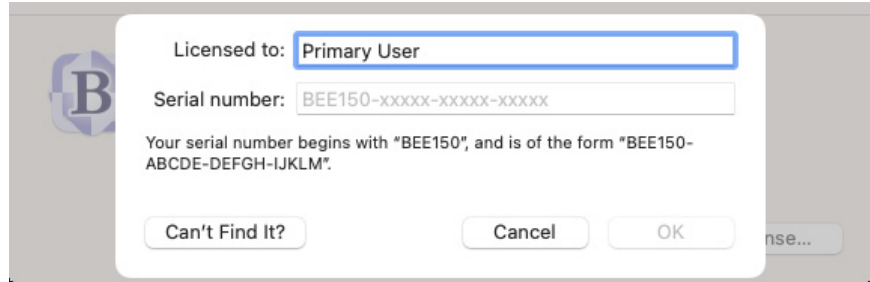 Licensed to: Primary User
B
Serial number: BEE150-xxxxx-xxxxx-xxxxx
Your serial number begins with “BEE150”, and is of the form “BEE150-
ABCDE-DEFGH-IJKLM”.
Can't Find It? Cancel OK
nse...